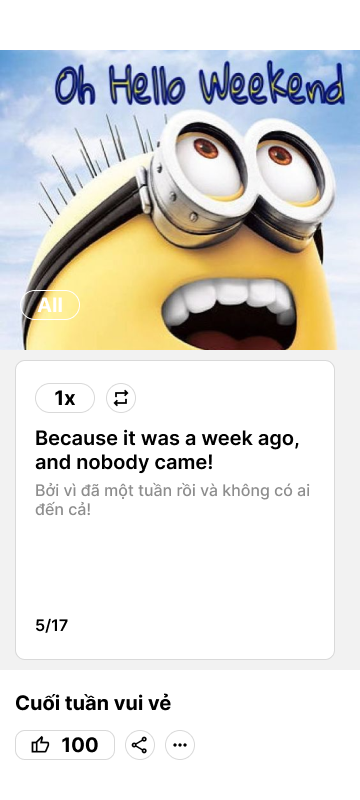 Oh Hello Weekend
All
1x
Because it was a week ago,
and nobody came!
Bởi vì đã một tuần rồi và không có ai
đến cả!
5/17
Cuối tuần vui vẻ
100